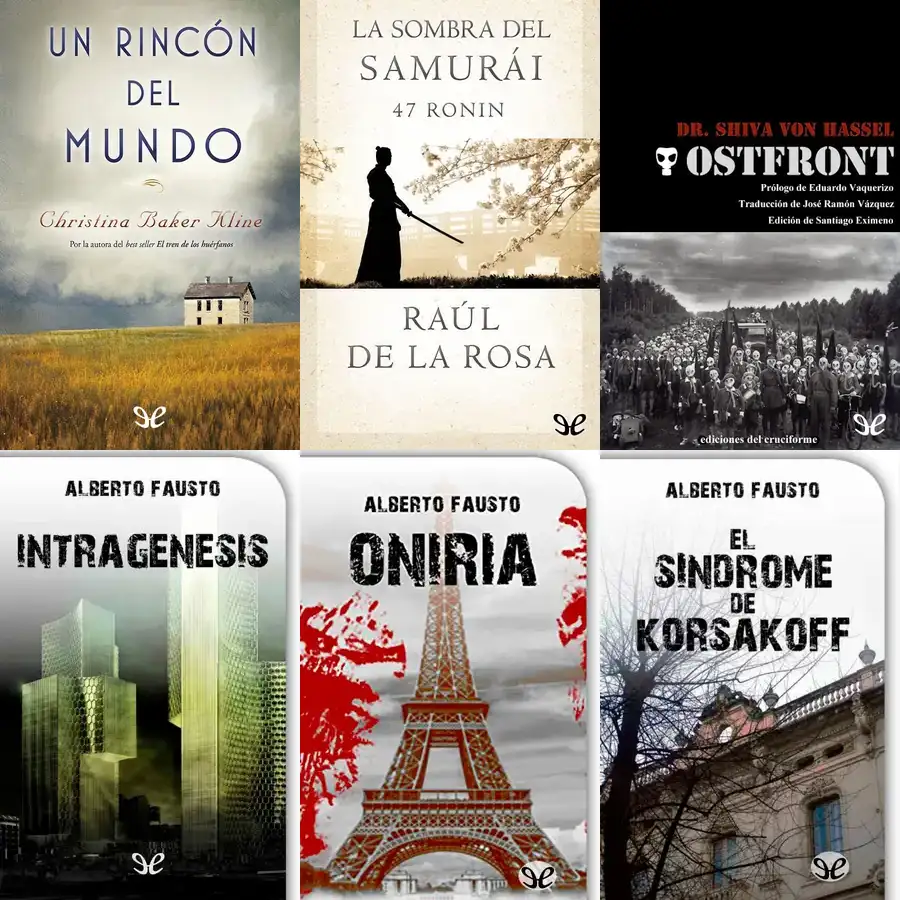 UN RINCÓN
DEL
MUNDO
Christina Baker Kline
Por la autora del best seller El tren de los huérfanos
LA SOMBRA DEL
SAMURÁI
47 RONIN
RAÚL
DE LA ROSA
DR. SHIVA VON HASSEL
OSTFRONT
Prólogo de Eduardo Vaquerizo
Traducción de José Ramón Vázquez
Edición de Santiago Eximeno
ediciones del cruciforme
ALBERTO FAUSTO
INTRAGENESIS
ALBERTO FAUSTO
ONIRIA
ALBERTO FAUSTO
EL
SINDROME
DE
KORSAKOFF